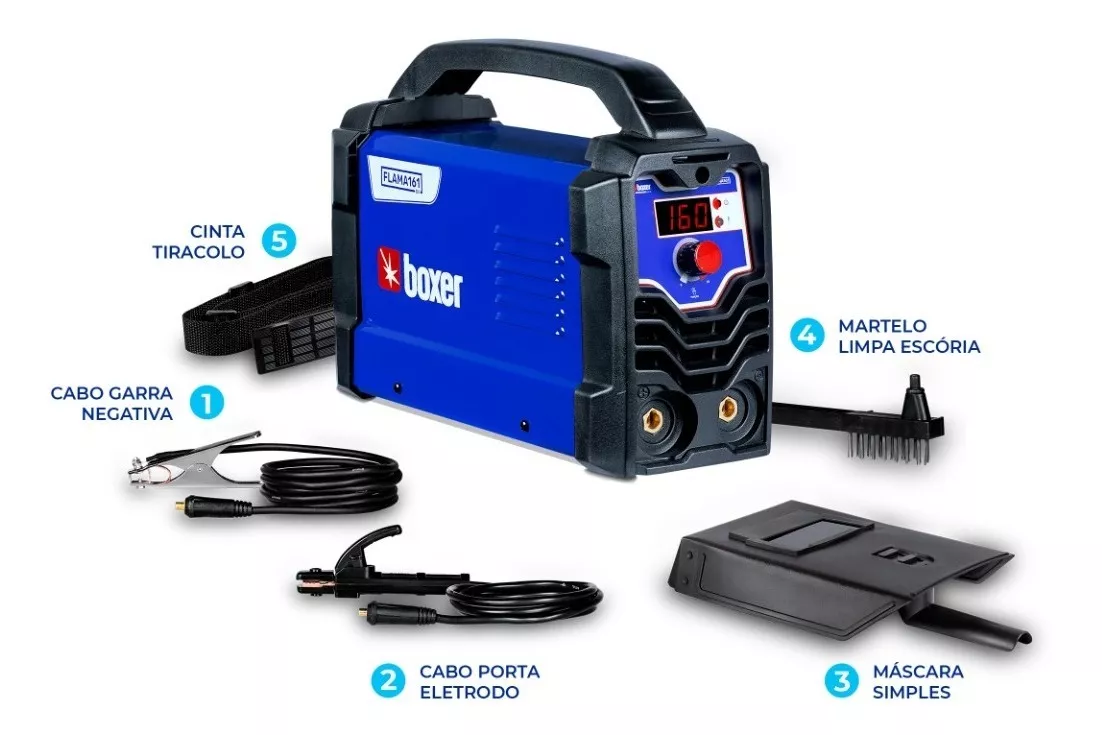 FLAMA161
boxer
boxer
160
CINTA
TIRACOLO
5
CABO GARRA
NEGATIVA
1
4
MARTELO
LIMPA ESCÓRIA
2
CABO PORTA
ELETRODO
3
MÁSCARA
SIMPLES